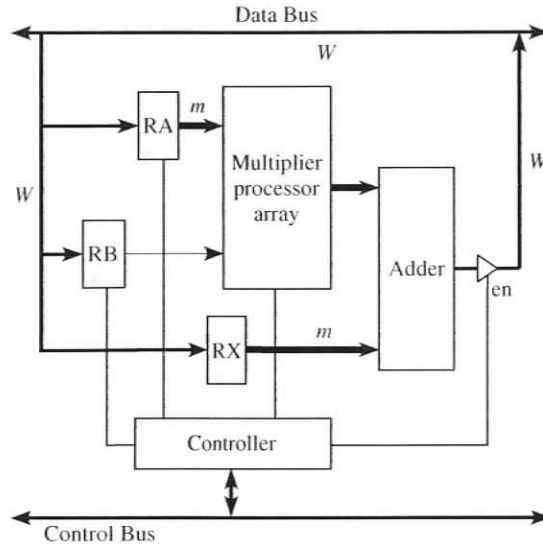 Data Bus
W
m
RA
Multiplier
processor
array
W
W
RB
Adder
en
RX
m
Controller
Control Bus